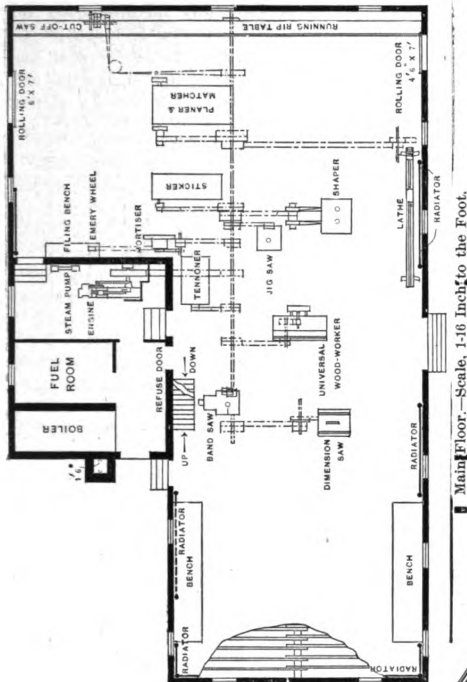 CUT-OFF SAW
RUNNING RIP TABLE
ROLLING DOOR
6' X 7'
ROLLING DOOR
4'6" X 7'
PLANER &
MATCHER
FILING BENCH
EMERY WHEEL
MORTISER
STICKER
SHAPER
LATHE
RADIATOR
STEAM PUMP
ENGINE
TENNONER
JIG SAW
FUEL
ROOM
REFUSE DOOR
UNIVERSAL
WOOD-WORKER
BOILER
UP
DOWN
BAND SAW
DIMENSION
SAW
RADIATOR
RADIATOR
BENCH
BENCH
RADIATOR
RADIATOR
Main Floor.—Scale, 1-16 Inch to the Foot.